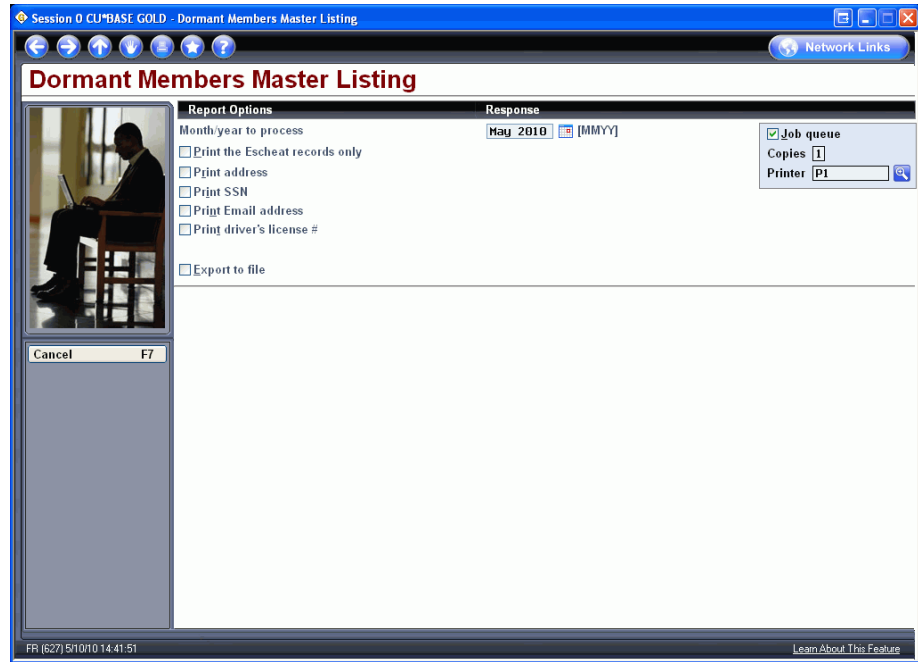 Session 0 CU*BASE GOLD - Dormant Members Master Listing
Network Links
Dormant Members Master Listing
Report Options Response
Month/year to process May 2010 [MMYY]
Print the Escheat records only
Print address
Print SSN
Print Email address
Print driver's license #
Export to file
Job queue
Copies 1
Printer P1
Cancel F7
FR (627) 5/10/10 14:41:51
Learn About This Feature